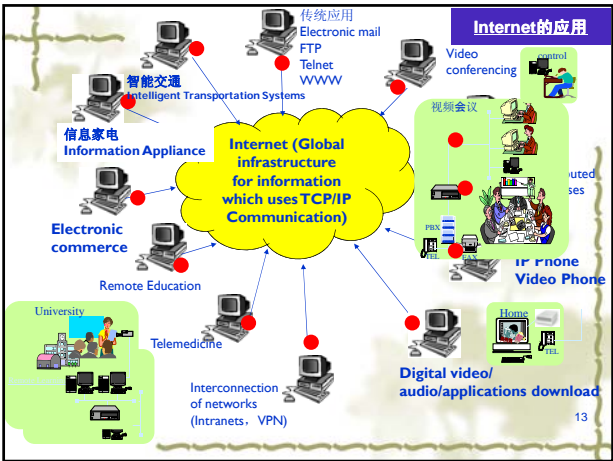 Internet的应用
传统应用
Electronic mail
FTP
Telnet
WWW
Video
conferencing
control
智能交通
Intelligent Transportation Systems
视频会议
信息家电
Information Appliance
Internet (Global
infrastructure
for information
which uses TCP/IP
Communication)
PBX
TEL
FAX
Electronic
commerce
IP Phone
Video Phone
Remote Education
University
Home
TEL
Telemedicine
Digital video/
audio/applications download
Interconnection
of networks
(Intranets，VPN)
13